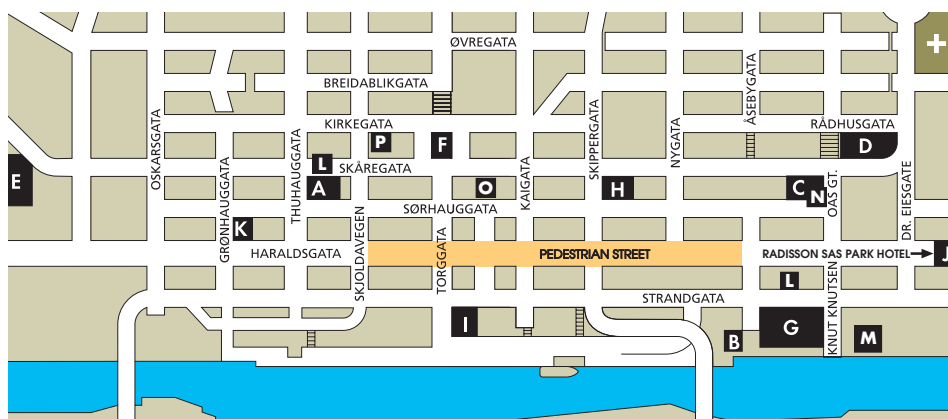 ØVREGATA
+
BREIDABLIKGATA
ÅSEBYGATA
KIRKEGATA
RÅDHUSGATA
OSKARSGATA
P
F
D
NYGATA
SKIPPERGATA
THUHAUGGATA
L
SKÅREGATA
E
A
O
H
C
N
KAIGATA
OAS GT.
DR. EIESGATE
GRØNHAUGGATA
SØRHAUGGATA
K
SKJOLDAVEGEN
TORGGATA
HARALDSGATA
PEDESTRIAN STREET
RADISSON SAS PARK HOTEL
J
L
STRANDGATA
KNUT KNUTSEN
I
G
B
M